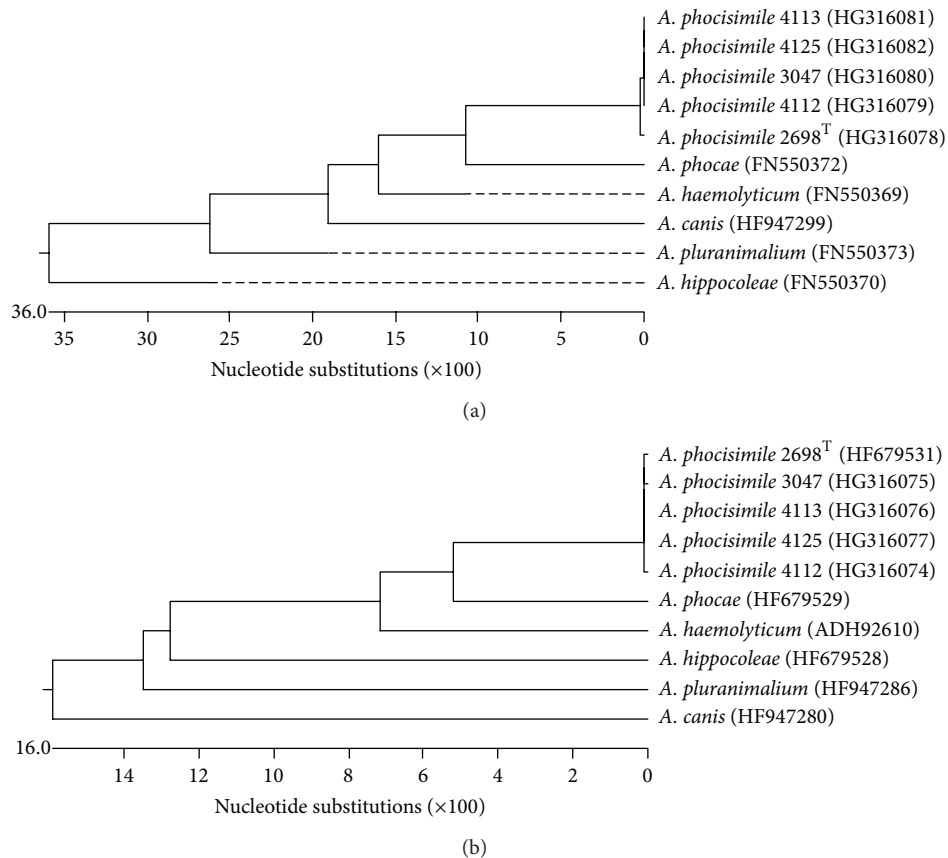 A. phocisimile 4113 (HG316081)
A. phocisimile 4125 (HG316082)
A. phocisimile 3047 (HG316080)
A. phocisimile 4112 (HG316079)
A. phocisimile 2698ᵀ (HG316078)
A. phocae (FN550372)
A. haemolyticum (FN550369)
A. canis (HF947299)
A. pluranimalium (FN550373)
A. hippocoleae (FN550370)
36.0
35 30 25 20 15 10 5 0
Nucleotide substitutions (×100)
(a)
A. phocisimile 2698ᵀ (HF679531)
A. phocisimile 3047 (HG316075)
A. phocisimile 4113 (HG316076)
A. phocisimile 4125 (HG316077)
A. phocisimile 4112 (HG316074)
A. phocae (HF679529)
A. haemolyticum (ADH92610)
A. hippocoleae (HF679528)
A. pluranimalium (HF947286)
A. canis (HF947280)
16.0
14 12 10 8 6 4 2 0
Nucleotide substitutions (×100)
(b)